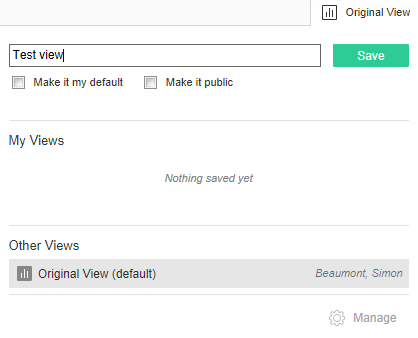 Original View
Test view
Save
Make it my default
Make it public
My Views
Nothing saved yet
Other Views
Original View (default)
Beaumont, Simon
Manage